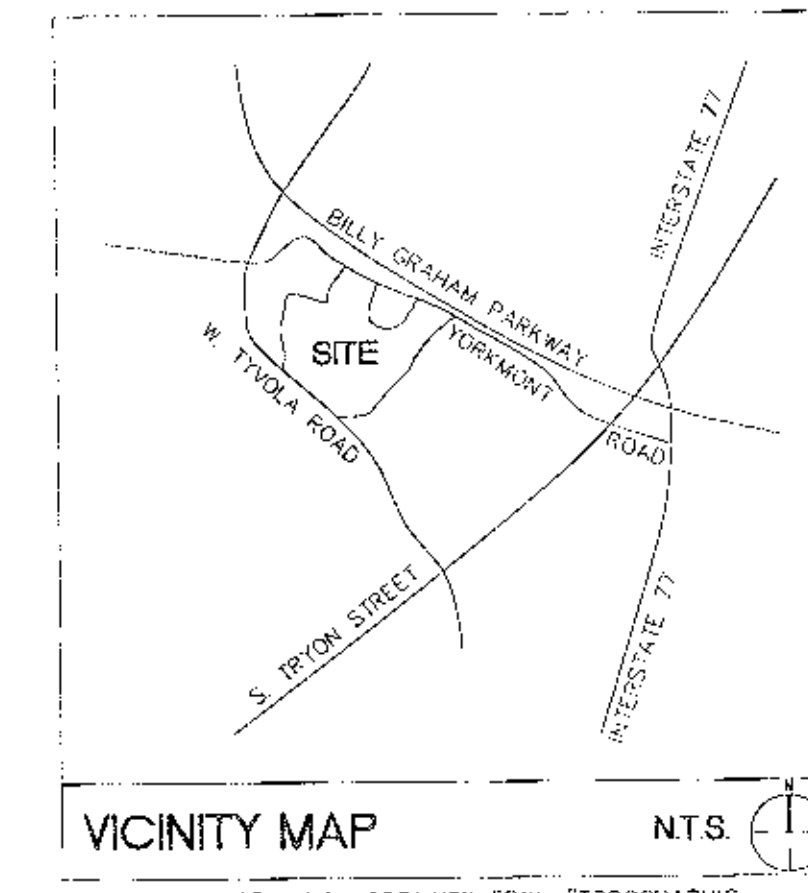 INTERSTATE 77
BILLY GRAHAM PARKWAY
SITE
YORKMONT ROAD
W. TYVOLA ROAD
S. TRYON STREET
INTERSTATE 77
VICINITY MAP
N.T.S.
N